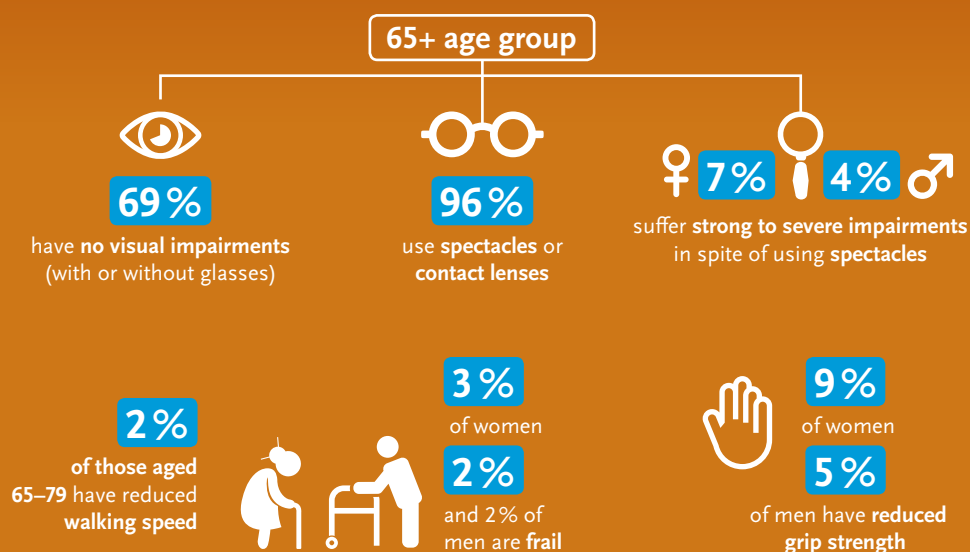 65+ age group
69 %
have no visual impairments
(with or without glasses)
96 %
use spectacles or
contact lenses
7 %
4 %
suffer strong to severe impairments
in spite of using spectacles
2 %
of those aged
65–79 have reduced
walking speed
3 %
of women
2 %
and 2 % of
men are frail
9 %
of women
5 %
of men have reduced
grip strength